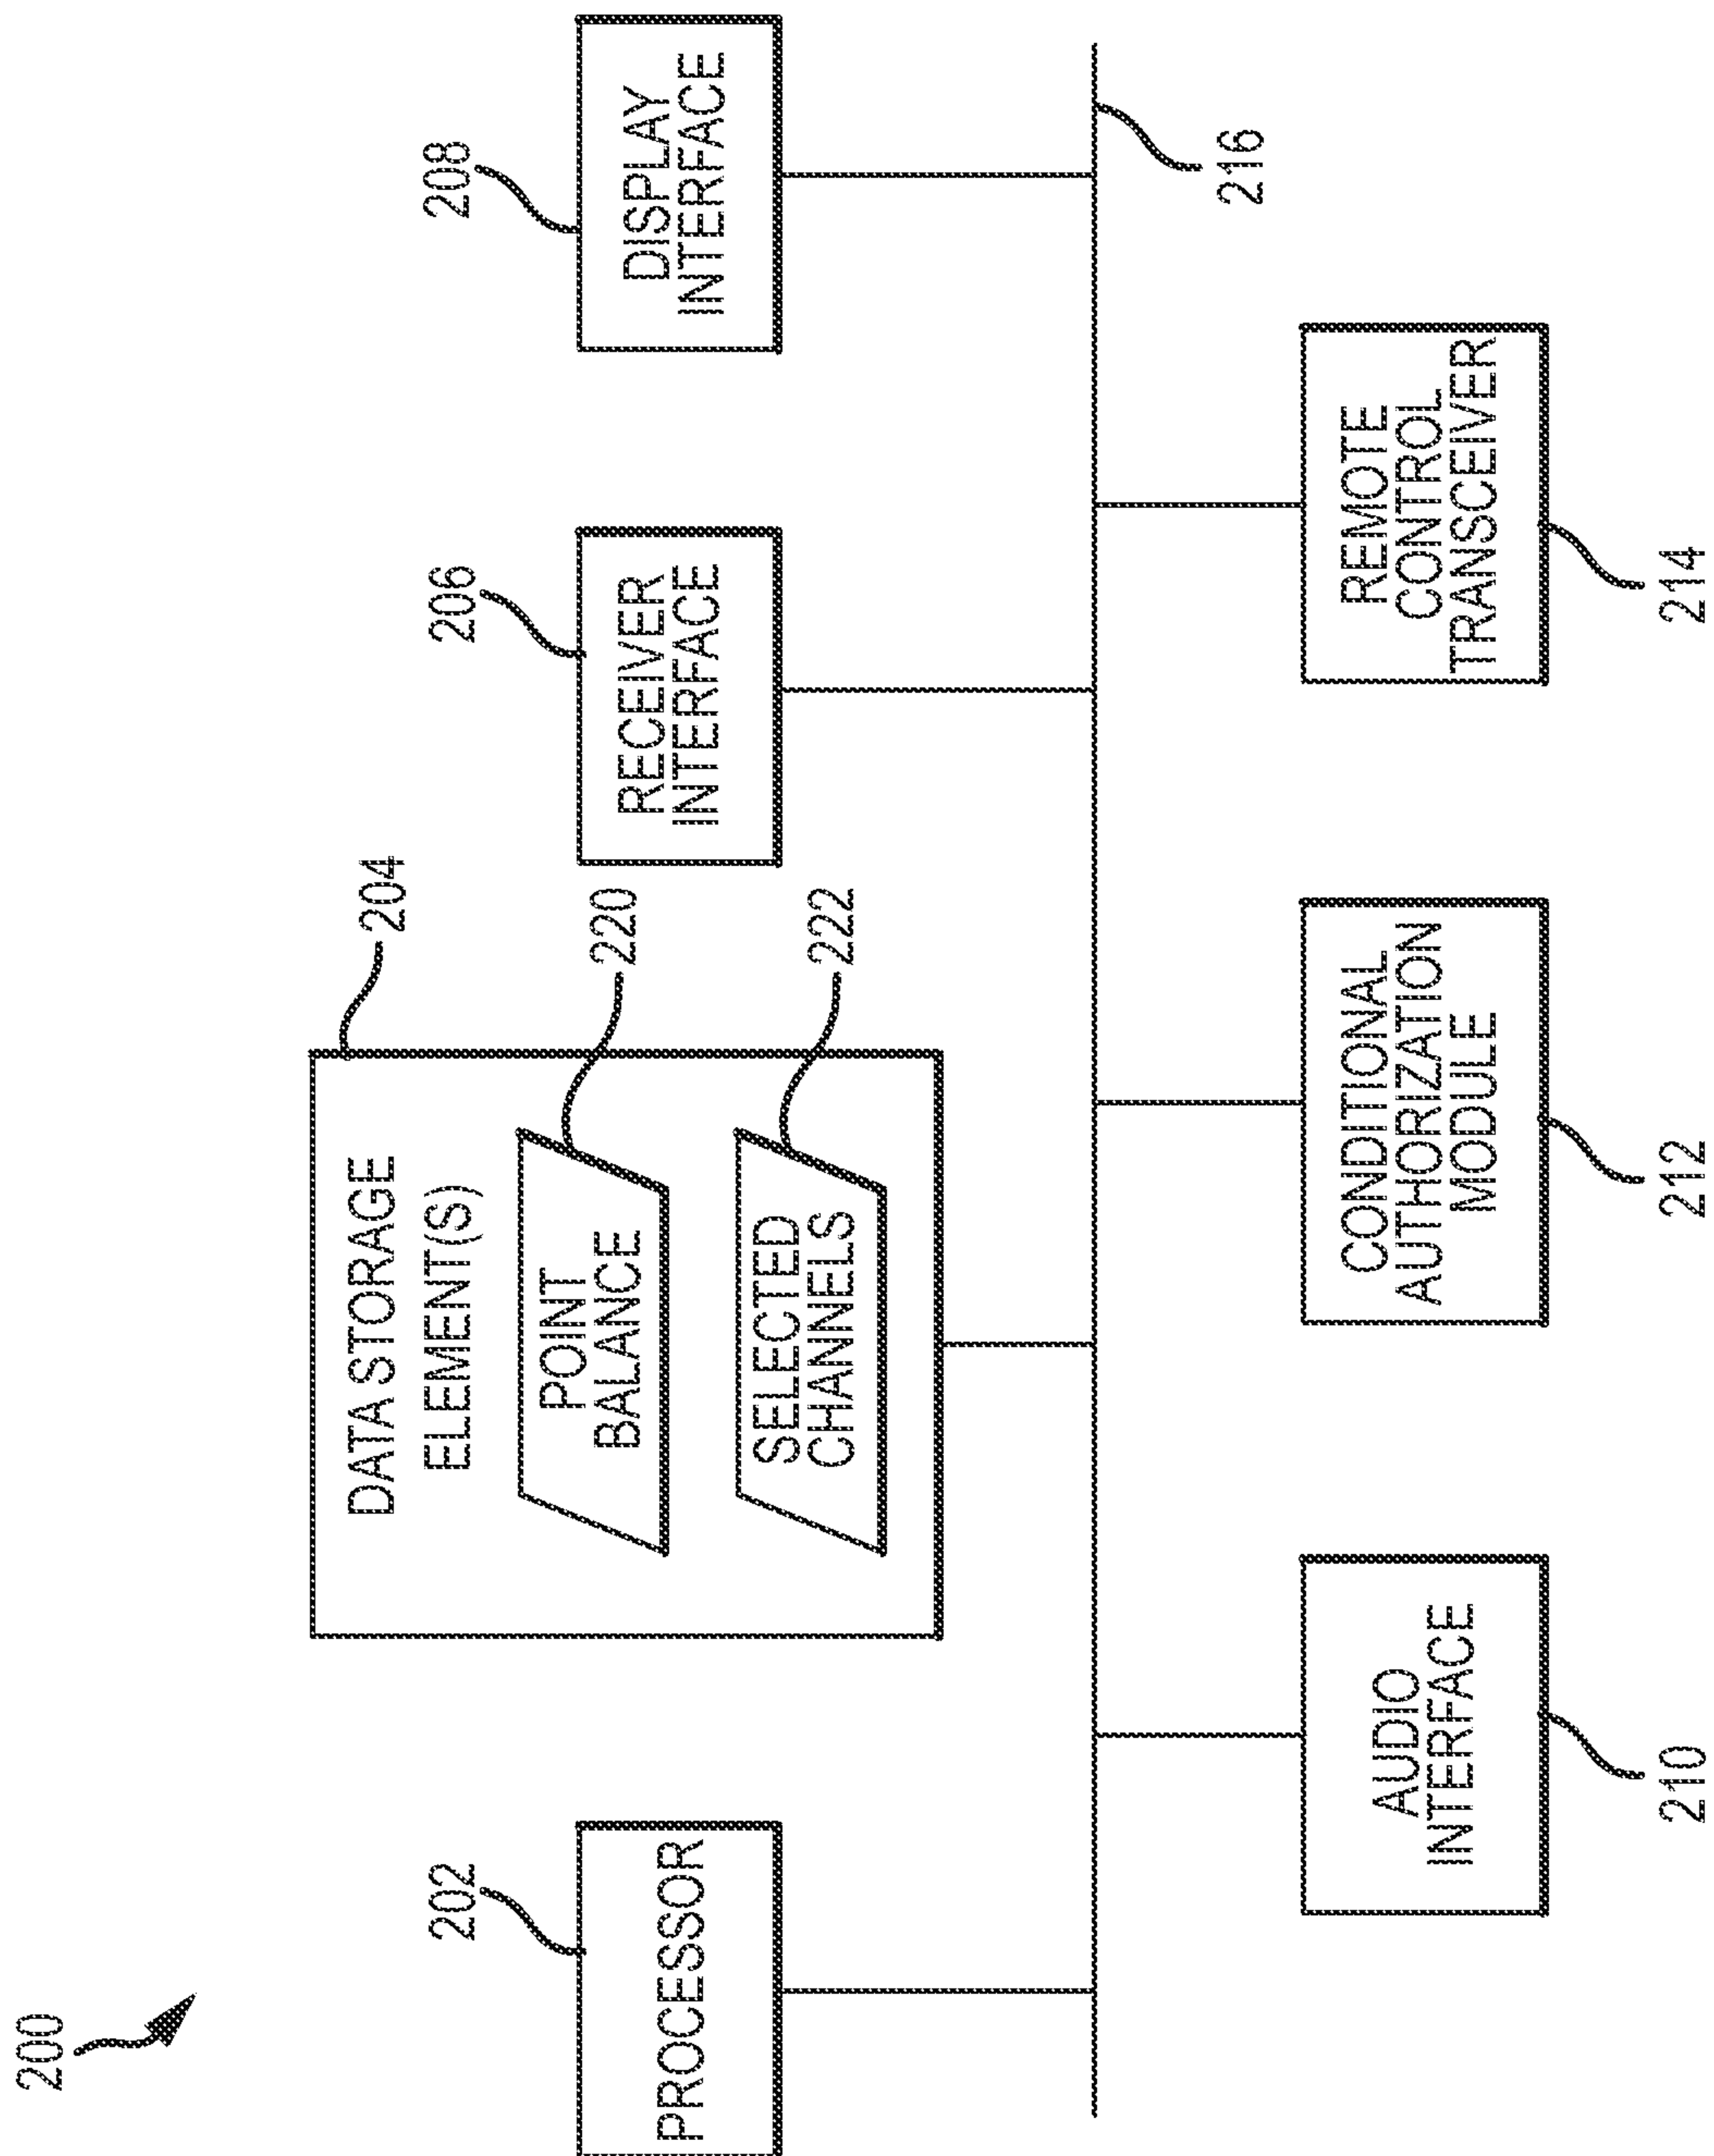 200
202
PROCESSOR
204
DATA STORAGE
ELEMENT(S)
220
POINT
BALANCE
222
SELECTED
CHANNELS
206
RECEIVER
INTERFACE
208
DISPLAY
INTERFACE
216
AUDIO
INTERFACE
210
CONDITIONAL
AUTHORIZATION
MODULE
212
REMOTE
CONTROL
TRANSCEIVER
214